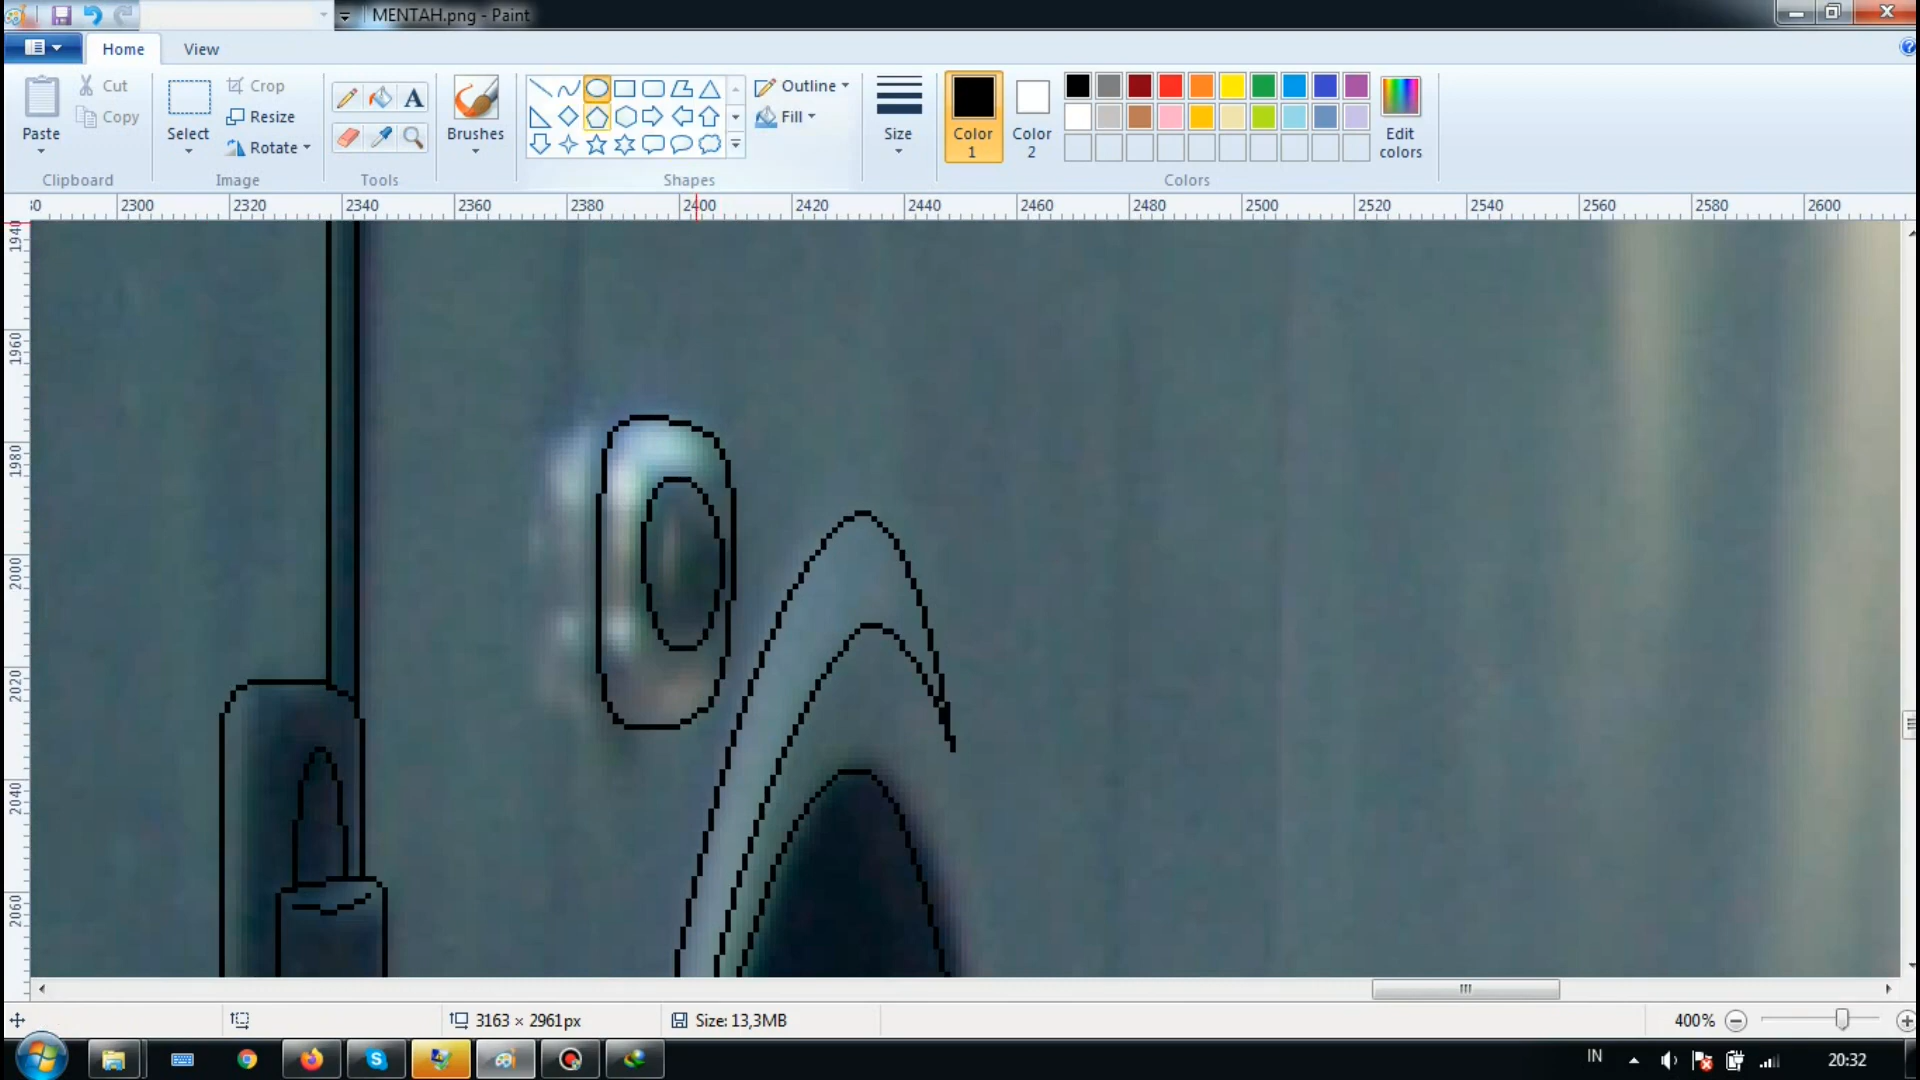 MENTAH.png - Paint
Home
View
Paste
Cut
Copy
Clipboard
Select
Crop
Resize
Rotate
Image
Tools
Brushes
Shapes
Outline
Fill
Size
Color 1
Color 2
Edit colors
Colors
30 2300 2320 2340 2360 2380 2400 2420 2440 2460 2480 2500 2520 2540 2560 2580 2600
1940
1960
1980
2000
2020
2040
2060
3163 × 2961px
Size: 13,3MB
400%
IN
20:32